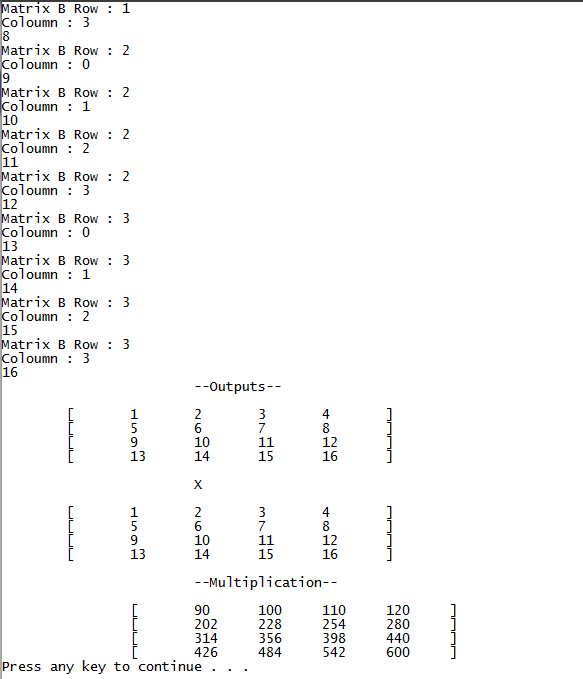 Matrix B Row : 1
Coloumn : 3
8
Matrix B Row : 2
Coloumn : 0
9
Matrix B Row : 2
Coloumn : 1
10
Matrix B Row : 2
Coloumn : 2
11
Matrix B Row : 2
Coloumn : 3
12
Matrix B Row : 3
Coloumn : 0
13
Matrix B Row : 3
Coloumn : 1
14
Matrix B Row : 3
Coloumn : 2
15
Matrix B Row : 3
Coloumn : 3
16
--Outputs--
[ 1 2 3 4 ]
[ 5 6 7 8 ]
[ 9 10 11 12 ]
[ 13 14 15 16 ]
X
[ 1 2 3 4 ]
[ 5 6 7 8 ]
[ 9 10 11 12 ]
[ 13 14 15 16 ]
--Multiplication--
[ 90 100 110 120 ]
[ 202 228 254 280 ]
[ 314 356 398 440 ]
[ 426 484 542 600 ]
Press any key to continue . . .